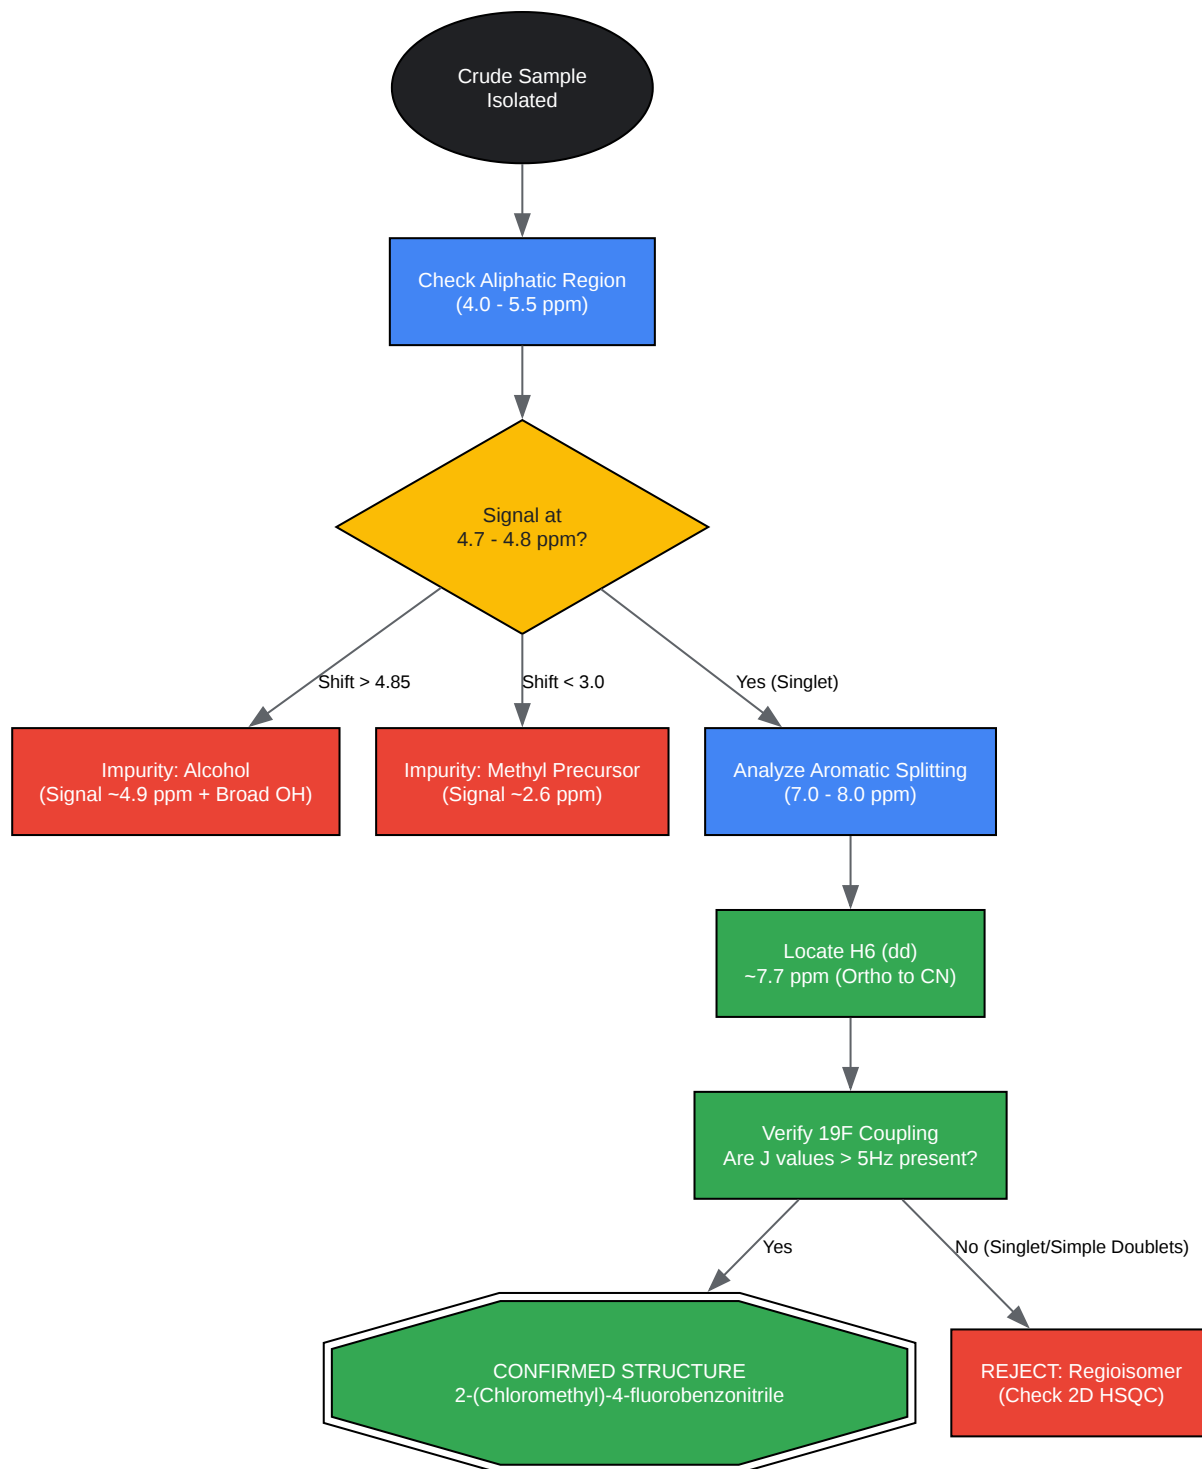 Crude Sample
Isolated
Check Aliphatic Region
(4.0 - 5.5 ppm)
Signal at
4.7 - 4.8 ppm?
Shift > 4.85
Shift < 3.0
Yes (Singlet)
Impurity: Alcohol
(Signal ~4.9 ppm + Broad OH)
Impurity: Methyl Precursor
(Signal ~2.6 ppm)
Analyze Aromatic Splitting
(7.0 - 8.0 ppm)
Locate H6 (dd)
~7.7 ppm (Ortho to CN)
Verify 19F Coupling
Are J values > 5Hz present?
Yes
No (Singlet/Simple Doublets)
CONFIRMED STRUCTURE
2-(Chloromethyl)-4-fluorobenzonitrile
REJECT: Regioisomer
(Check 2D HSQC)